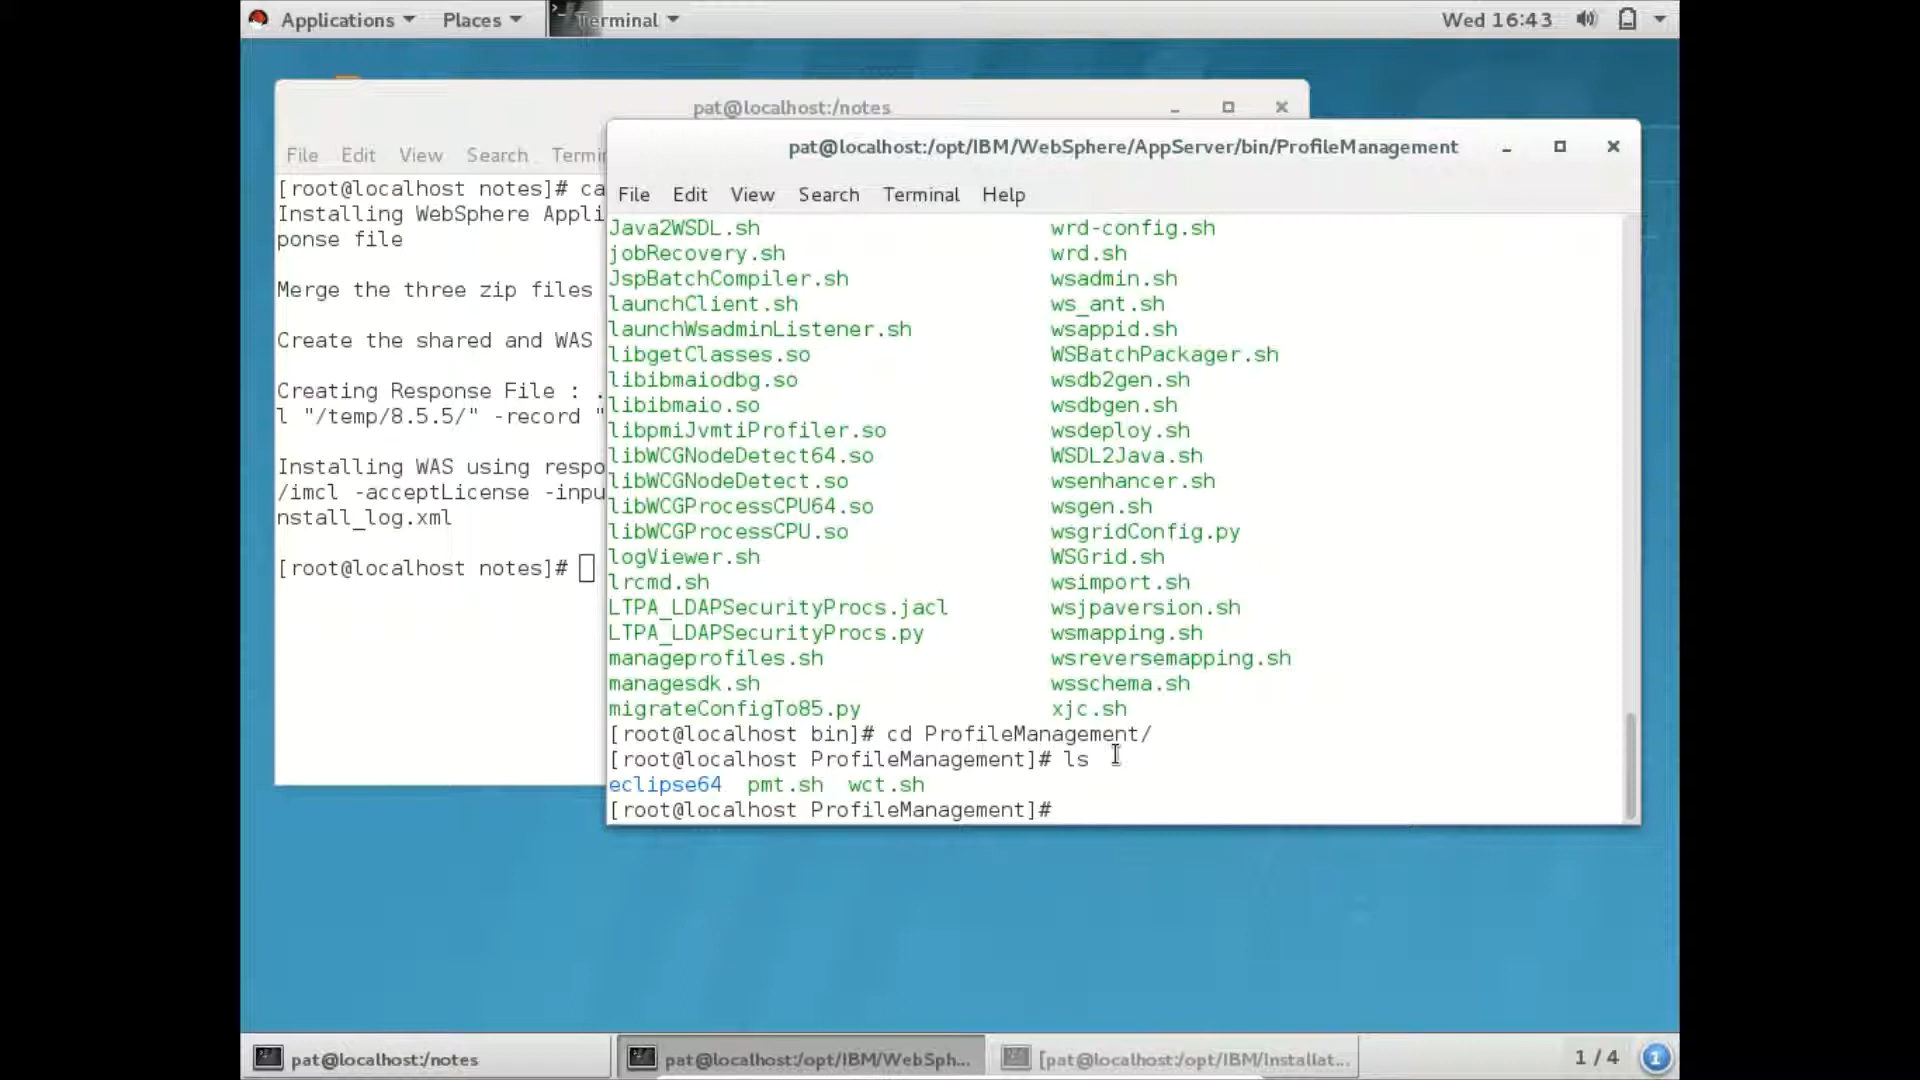 Applications Places Terminal Wed 16:43
pat@localhost:/notes
File Edit View Search
[root@localhost notes]#
Installing WebSphere
ponse file
Merge the three zip files
Create the shared and WAS
Creating Response File : .
l "/temp/8.5.5/" -record "
Installing WAS using
/imcl -acceptLicense
nstall_log.xml
[root@localhost notes]#
pat@localhost:/opt/IBM/WebSphere/AppServer/bin/ProfileManagement
File Edit View Search Terminal Help
Java2WSDL.sh wrd-config.sh
jobRecovery.sh wrd.sh
JspBatchCompiler.sh wsadmin.sh
launchClient.sh ws_ant.sh
launchWsadminListener.sh wsappid.sh
libgetClasses.so WSBatchPackager.sh
libibmaiodbg.so wsdb2gen.sh
libibmaio.so wsdbgen.sh
libpmiJvmtiProfiler.so wsdeploy.sh
libWCGNodeDetect64.so WSDL2Java.sh
libWCGNodeDetect.so wsenhancer.sh
libWCGProcessCPU64.so wsgen.sh
libWCGProcessCPU.so wsgridConfig.py
logViewer.sh WSGrid.sh
lrcmd.sh wsimport.sh
LTPA_LDAPSecurityProcs.jacl wsjpaversion.sh
LTPA_LDAPSecurityProcs.py wsmapping.sh
manageprofiles.sh wsreversemapping.sh
managesdk.sh wsschema.sh
migrateConfigTo85.py xjc.sh
[root@localhost bin]# cd ProfileManagement/
[root@localhost ProfileManagement]# ls
eclipse64 pmt.sh wct.sh
[root@localhost ProfileManagement]#
pat@localhost:/notes pat@localhost:/opt/IBM/WebSph... [pat@localhost:/opt/IBM/Installat... 1 / 4 1